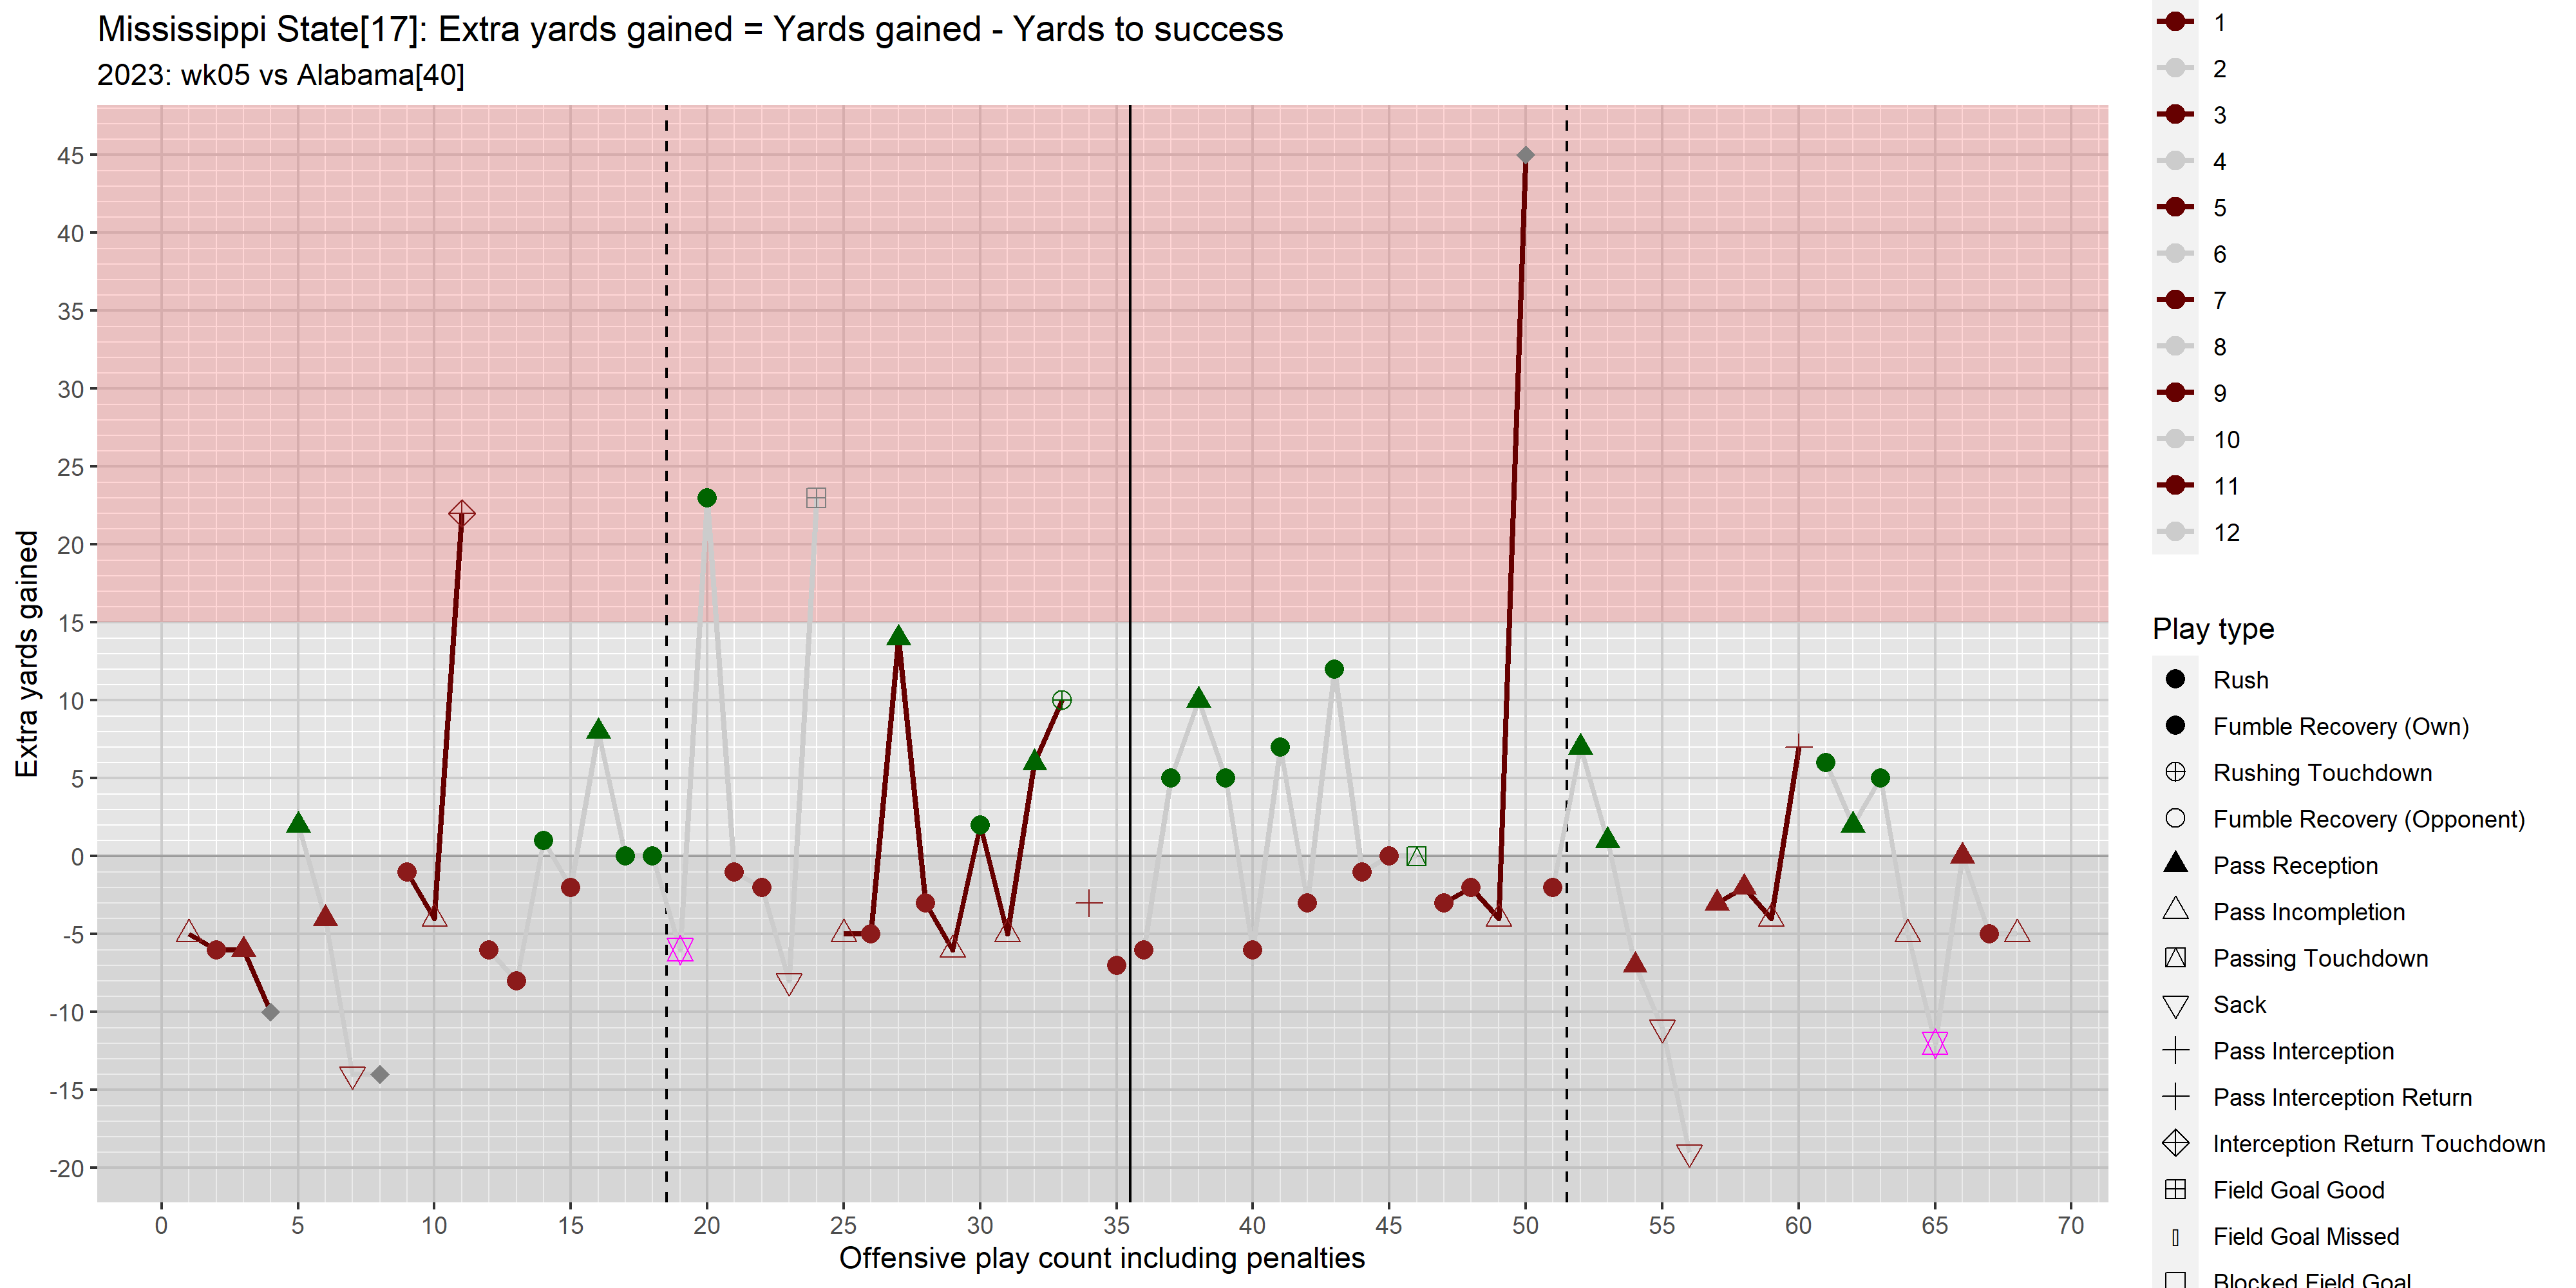 Mississippi State[17]: Extra yards gained = Yards gained - Yards to success
2023: wk05 vs Alabama[40]
Extra yards gained
45
40
35
30
25
20
15
10
5
0
-5
-10
-15
-20
0 5 10 15 20 25 30 35 40 45 50 55 60 65 70
Offensive play count including penalties
1
2
3
4
5
6
7
8
9
10
11
12
Play type
Rush
Fumble Recovery (Own)
Rushing Touchdown
Fumble Recovery (Opponent)
Pass Reception
Pass Incompletion
Passing Touchdown
Sack
Pass Interception
Pass Interception Return
Interception Return Touchdown
Field Goal Good
Field Goal Missed
Blocked Field Goal